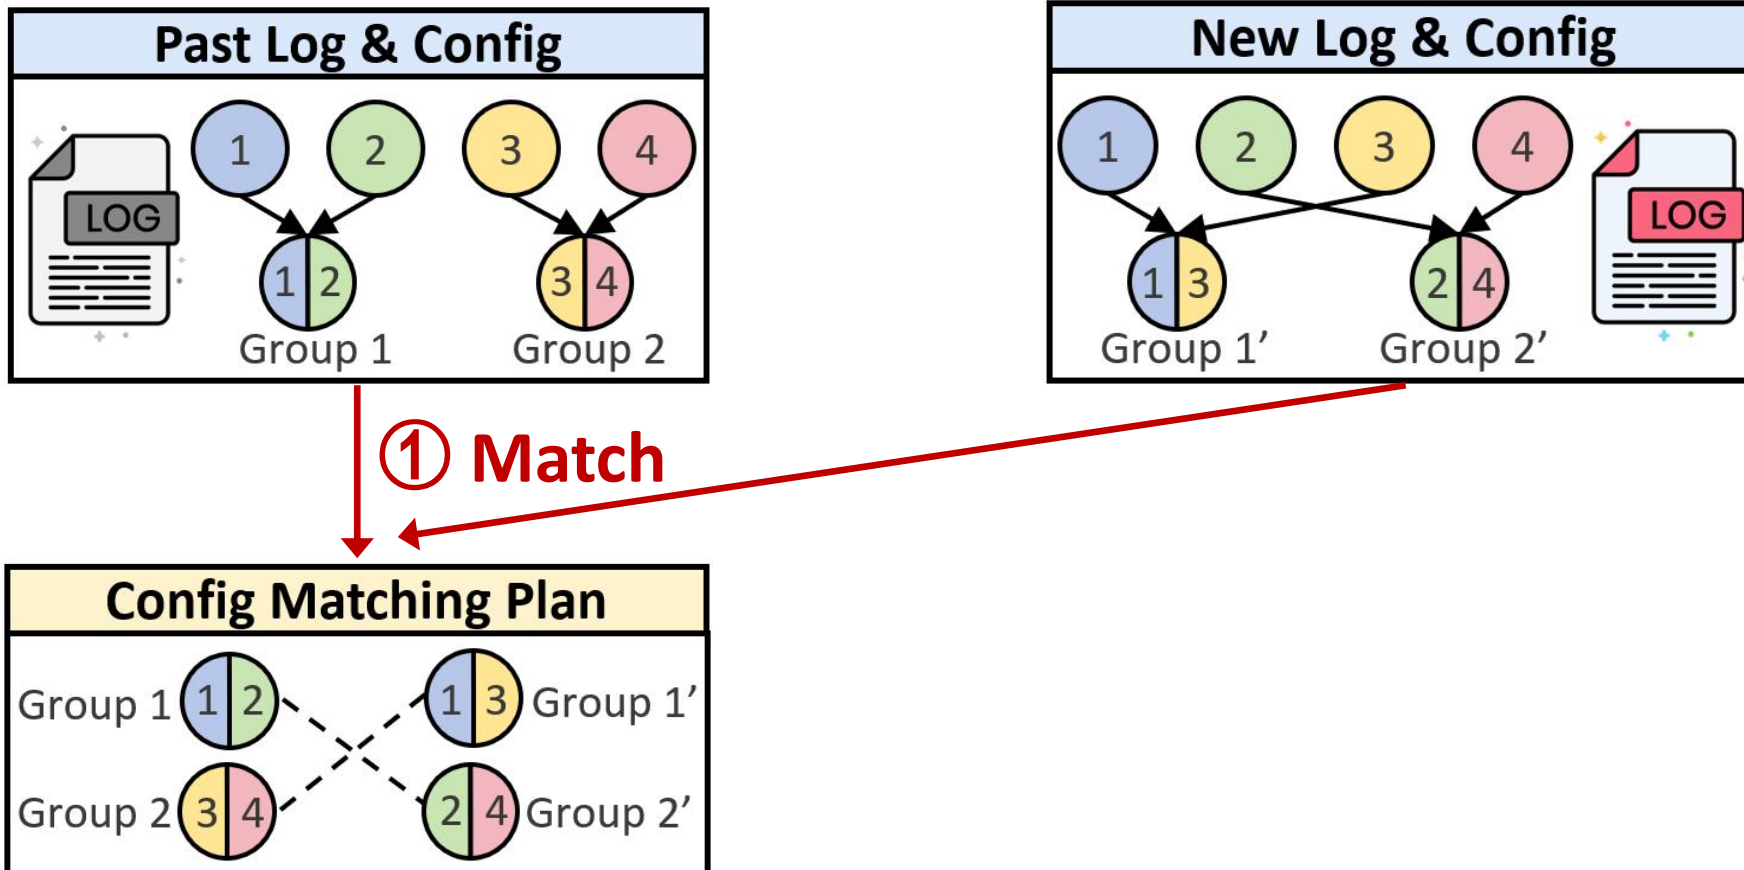 Past Log & Config
1 2 3 4
LOG
1 2 3 4
Group 1 Group 2
New Log & Config
1 2 3 4
LOG
1 3 2 4
Group 1’ Group 2’
① Match
Config Matching Plan
Group 1 1 2 1 3 Group 1’
Group 2 3 4 2 4 Group 2’